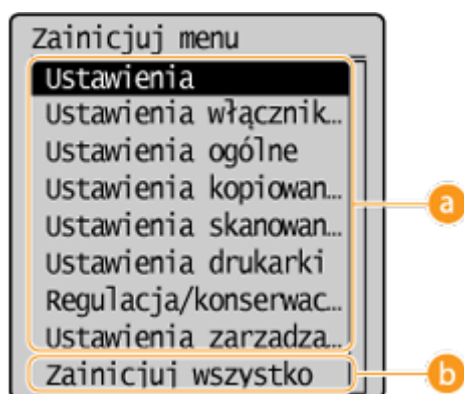 Zainicjuj menu
Ustawienia
Ustawienia włącznik…
Ustawienia ogólne
Ustawienia kopiowan…
Ustawienia skanowan…
Ustawienia drukarki
Regulacja/konserwac…
Ustawienia zarzadza…
Zainicjuj wszystko
a
b